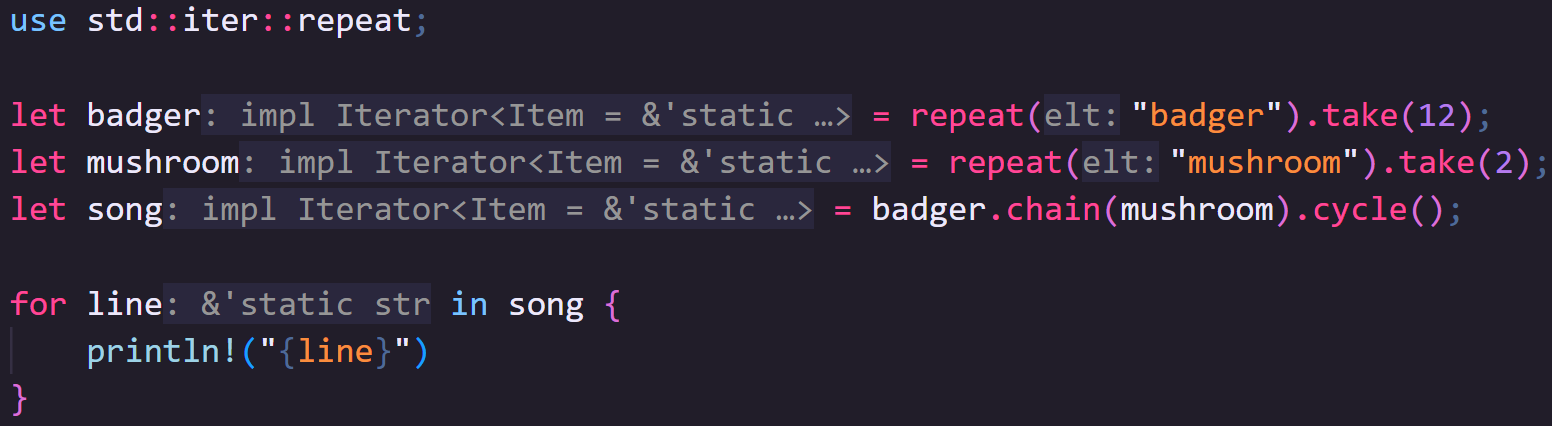 use std::iter::repeat;
let badger: impl Iterator<Item = &'static …> = repeat(elt: "badger").take(12);
let mushroom: impl Iterator<Item = &'static …> = repeat(elt: "mushroom").take(2);
let song: impl Iterator<Item = &'static …> = badger.chain(mushroom).cycle();
for line: &'static str in song {
    println!("{line}")
}